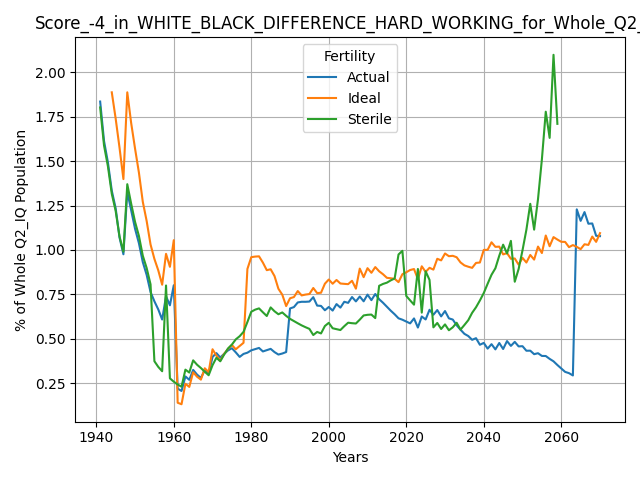 Score_-4_in_WHITE_BLACK_DIFFERENCE_HARD_WORKING_for_Whole_Q2_
Fertility
Actual
Ideal
Sterile
% of Whole Q2_IQ Population
2.00
1.75
1.50
1.25
1.00
0.75
0.50
0.25
1940 1960 1980 2000 2020 2040 2060
Years